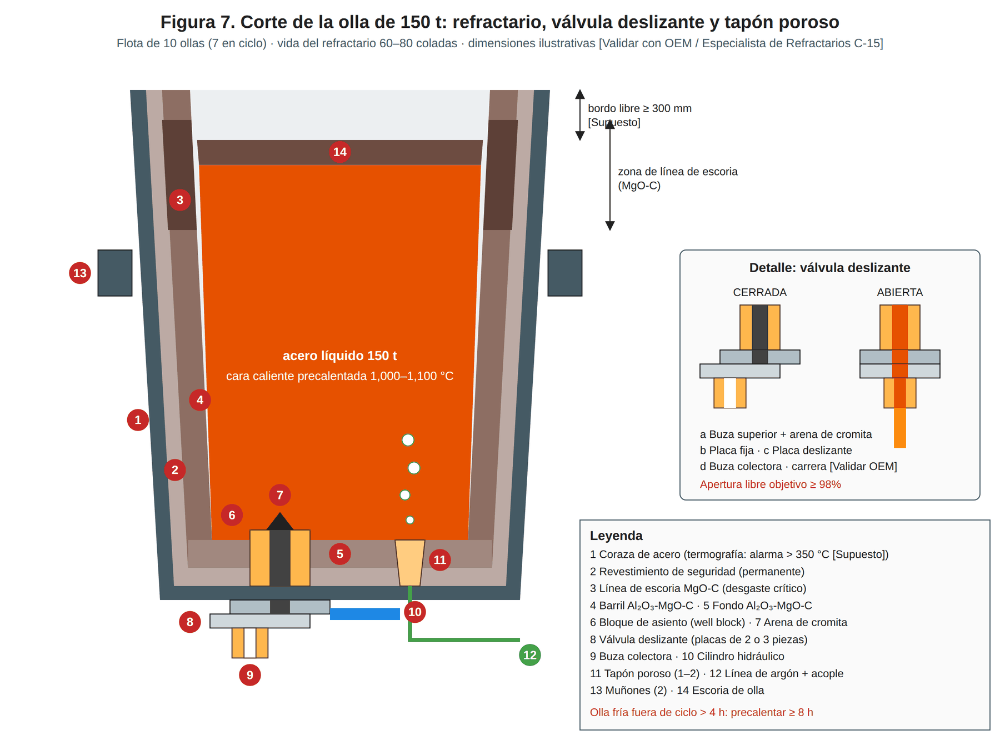 Figura 7. Corte de la olla de 150 t: refractario, válvula deslizante y tapón poroso
Flota de 10 ollas (7 en ciclo) · vida del refractario 60–80 coladas · dimensiones ilustrativas [Validar con OEM / Especialista de Refractarios C-15]
bordo libre ≥ 300 mm
[Supuesto]
14
zona de línea de escoria
(MgO-C)
3
13
acero líquido 150 t
cara caliente precalentada 1,000–1,100 °C
4
1
2
7
6
5
11
8
10
12
9
Detalle: válvula deslizante
CERRADA
ABIERTA
a Buza superior + arena de cromita
b Placa fija · c Placa deslizante
d Buza colectora · carrera [Validar OEM]
Apertura libre objetivo ≥ 98%
Leyenda
1 Coraza de acero (termografía: alarma > 350 °C [Supuesto])
2 Revestimiento de seguridad (permanente)
3 Línea de escoria MgO-C (desgaste crítico)
4 Barril Al₂O₃-MgO-C · 5 Fondo Al₂O₃-MgO-C
6 Bloque de asiento (well block) · 7 Arena de cromita
8 Válvula deslizante (placas de 2 o 3 piezas)
9 Buza colectora · 10 Cilindro hidráulico
11 Tapón poroso (1–2) · 12 Línea de argón + acople
13 Muñones (2) · 14 Escoria de olla
Olla fría fuera de ciclo > 4 h: precalentar ≥ 8 h